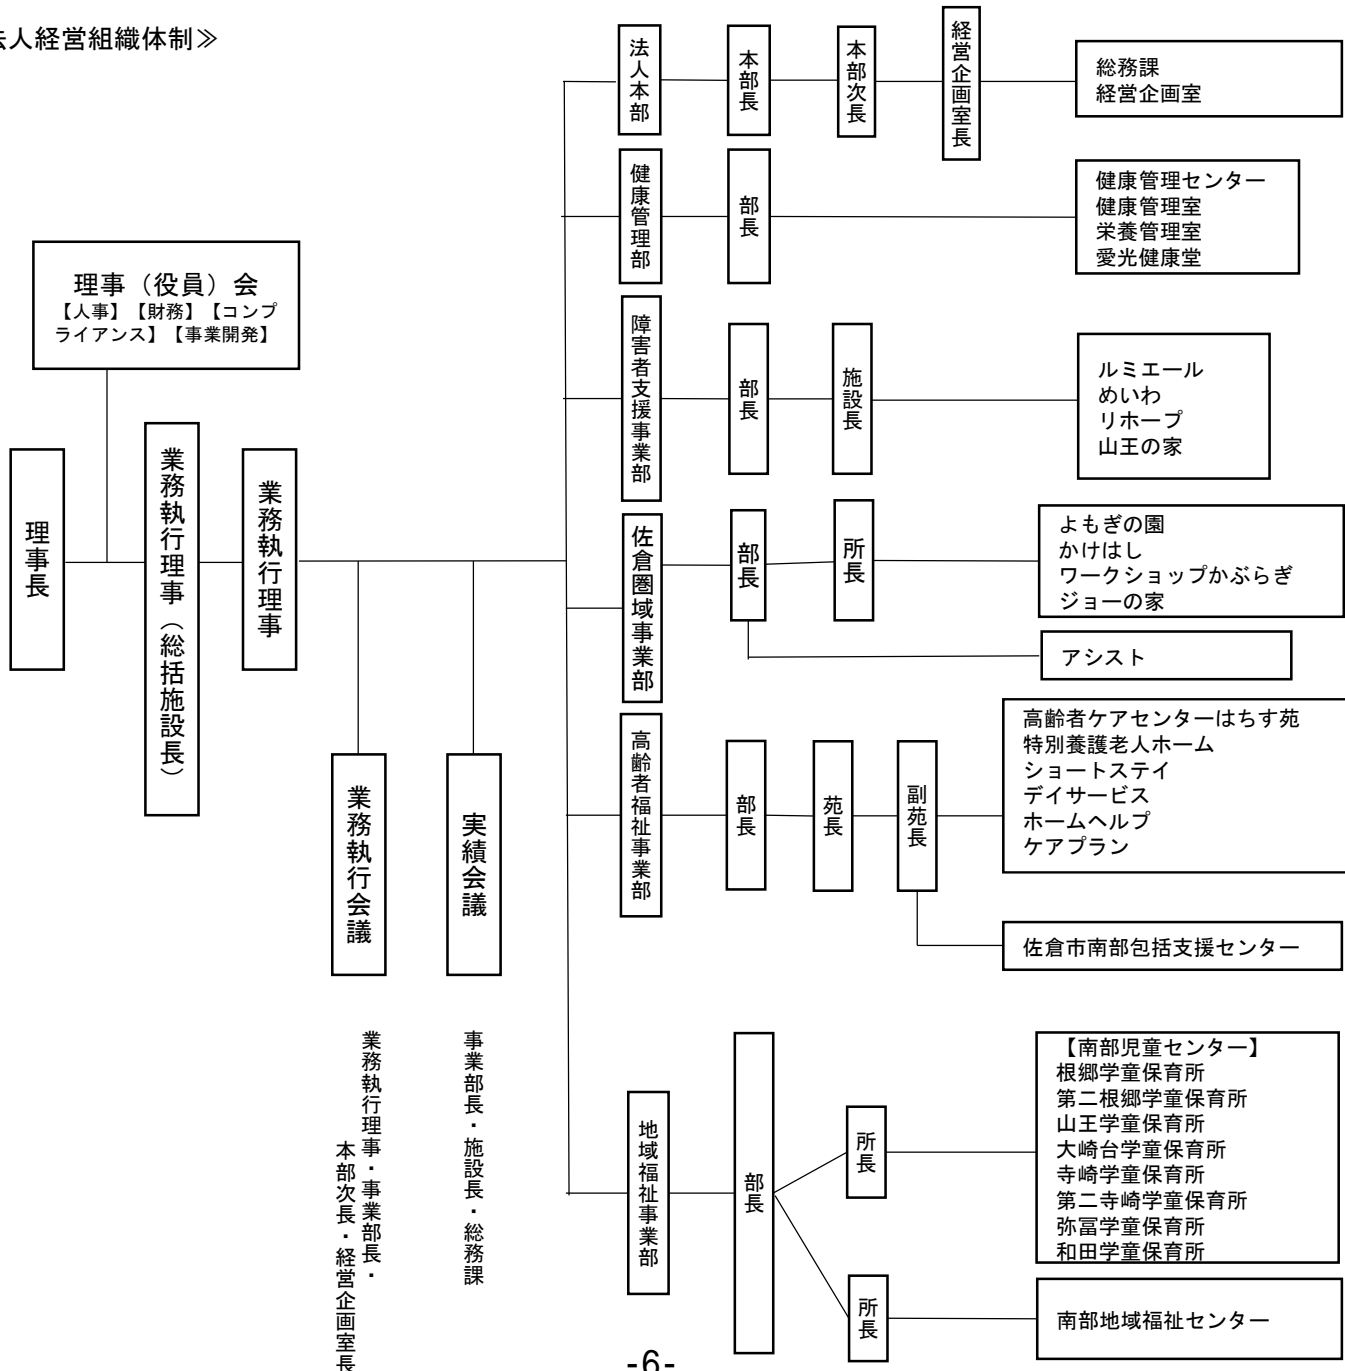 法人経営組織体制≫
理事（役員）会
【人事】【財務】【コンプ
ライアンス】【事業開発】
理事長
業務執行理事（総括施設長）
業務執行理事
業務執行会議
実績会議
業務執行理事・事業部長・
本部次長・経営企画室長
事業部長・施設長・総務課
法人本部
本部長
本部次長
経営企画室長
総務課
経営企画室
健康管理部
部長
健康管理センター
健康管理室
栄養管理室
愛光健康堂
障害者支援事業部
部長
施設長
ルミエール
めいわ
リホープ
山王の家
佐倉圏域事業部
部長
所長
よもぎの園
かけはし
ワークショップかぶらぎ
ジョーの家
アシスト
高齢者福祉事業部
部長
苑長
副苑長
高齢者ケアセンターはちす苑
特別養護老人ホーム
ショートステイ
デイサービス
ホームヘルプ
ケアプラン
佐倉市南部包括支援センター
地域福祉事業部
部長
所長
【南部児童センター】
根郷学童保育所
第二根郷学童保育所
山王学童保育所
大崎台学童保育所
寺崎学童保育所
第二寺崎学童保育所
弥冨学童保育所
和田学童保育所
所長
南部地域福祉センター
-6-